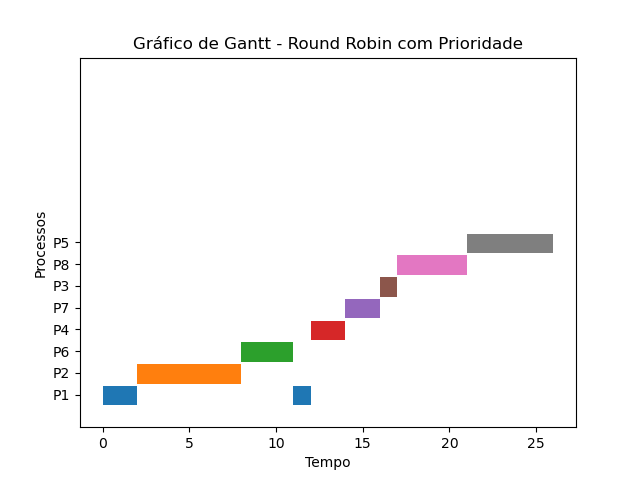 Gráfico de Gantt - Round Robin com Prioridade
Processos
P5
P8
P3
P7
P4
P6
P2
P1
0 5 10 15 20 25
Tempo